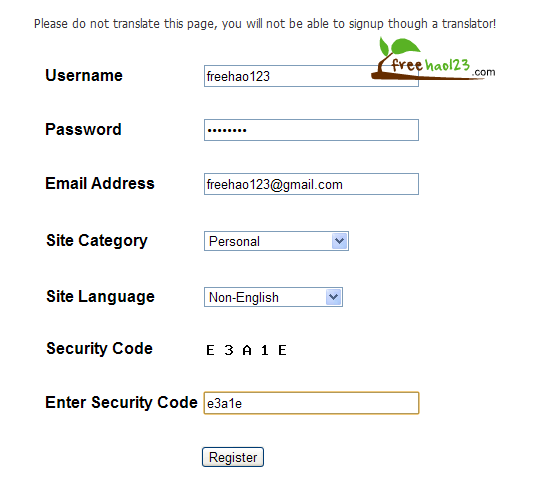 Please do not translate this page, you will not be able to signup though a translator!
freehao123.com
Username freehao123
Password ••••••••
Email Address freehao123@gmail.com
Site Category Personal
Site Language Non-English
Security Code E 3 A 1 E
Enter Security Code e3a1e
Register